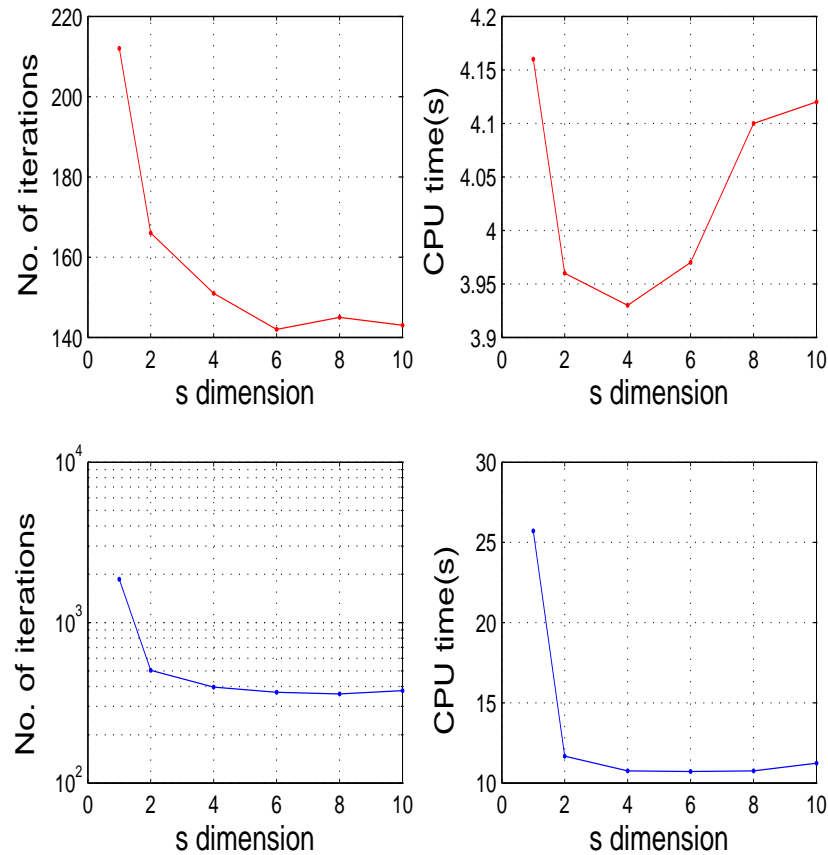 220
200
180
160
140
0 2 4 6 8 10
No. of iterations
s dimension
4.2
4.15
4.1
4.05
4
3.95
3.9
0 2 4 6 8 10
CPU time(s)
s dimension
10^4
10^3
10^2
0 2 4 6 8 10
No. of iterations
s dimension
30
25
20
15
10
0 2 4 6 8 10
CPU time(s)
s dimension